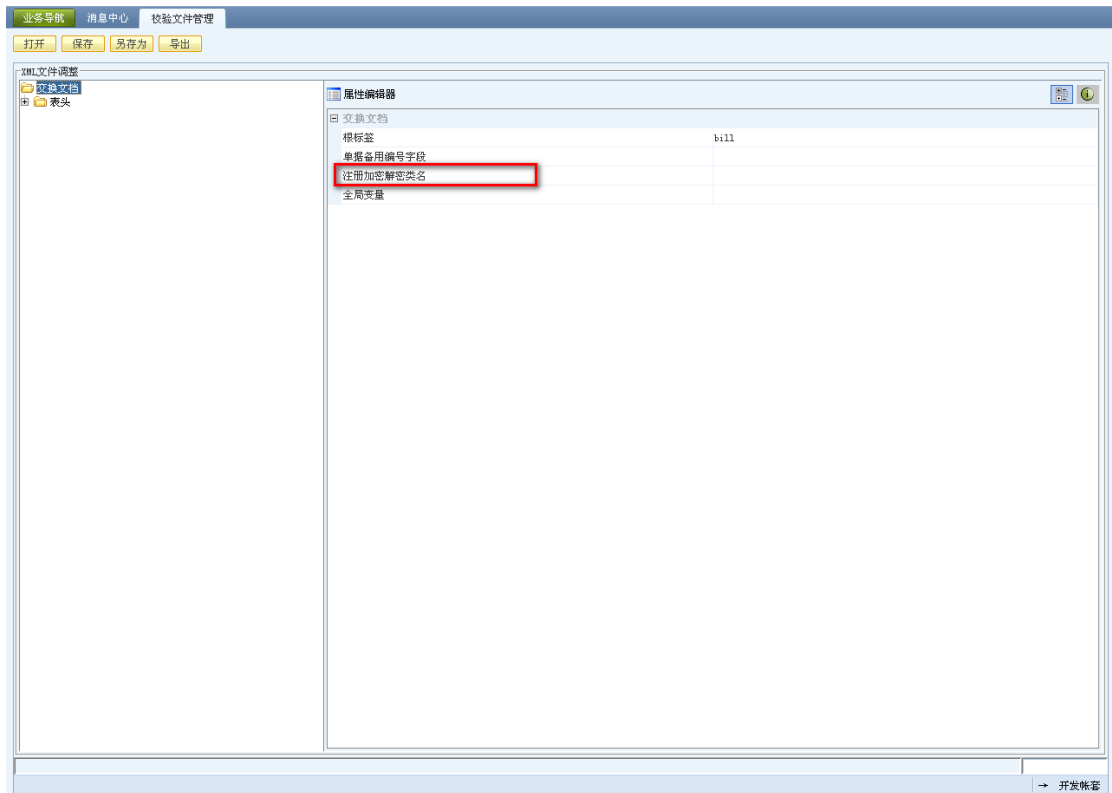 业务导航 消息中心 校验文件管理
打开 保存 另存为 导出
XML文件调整
交换文档
表头
属性编辑器
交换文档
根标签 bill
单据备用编号字段
注册加密解密类名
全局变量
→ 开发帐套